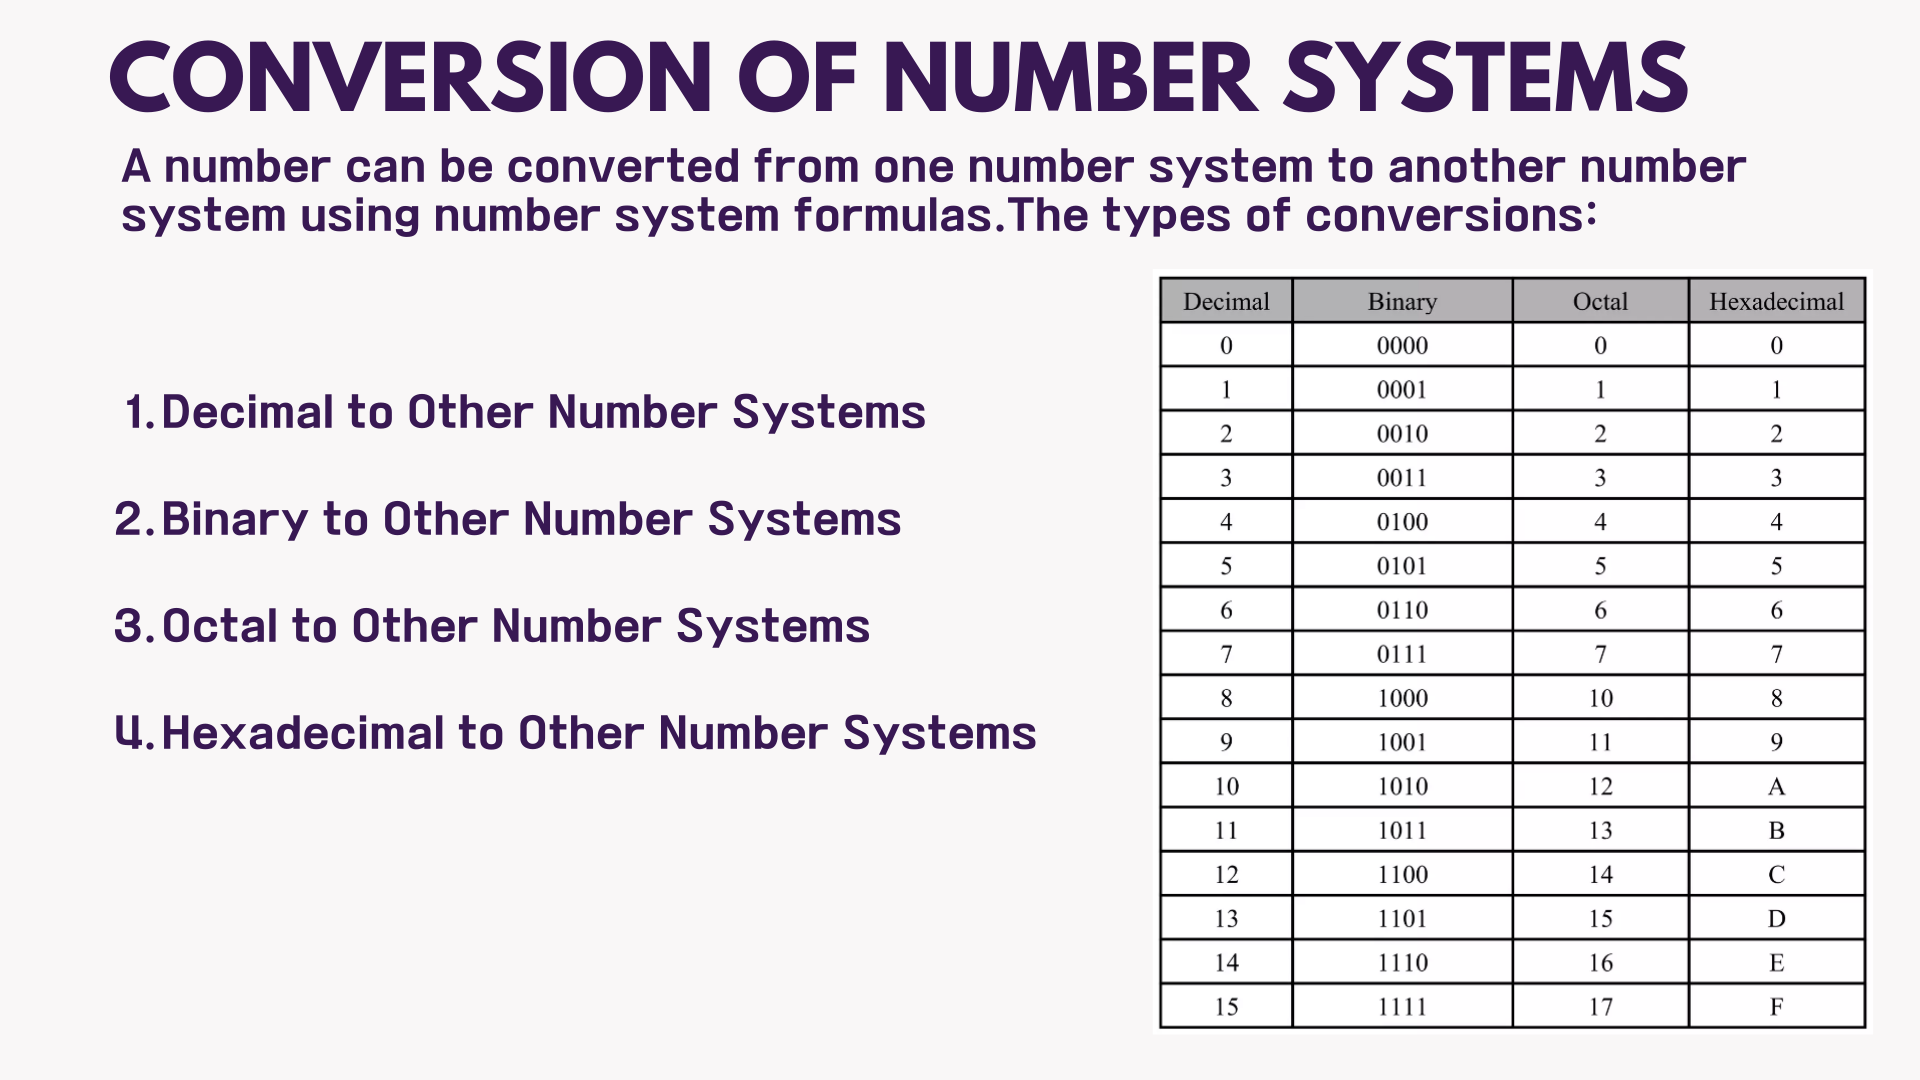 CONVERSION OF NUMBER SYSTEMS
A number can be converted from one number system to another number
system using number system formulas.The types of conversions:
1. Decimal to Other Number Systems
2. Binary to Other Number Systems
3. Octal to Other Number Systems
4. Hexadecimal to Other Number Systems
Decimal Binary Octal Hexadecimal
0 0000 0 0
1 0001 1 1
2 0010 2 2
3 0011 3 3
4 0100 4 4
5 0101 5 5
6 0110 6 6
7 0111 7 7
8 1000 10 8
9 1001 11 9
10 1010 12 A
11 1011 13 B
12 1100 14 C
13 1101 15 D
14 1110 16 E
15 1111 17 F